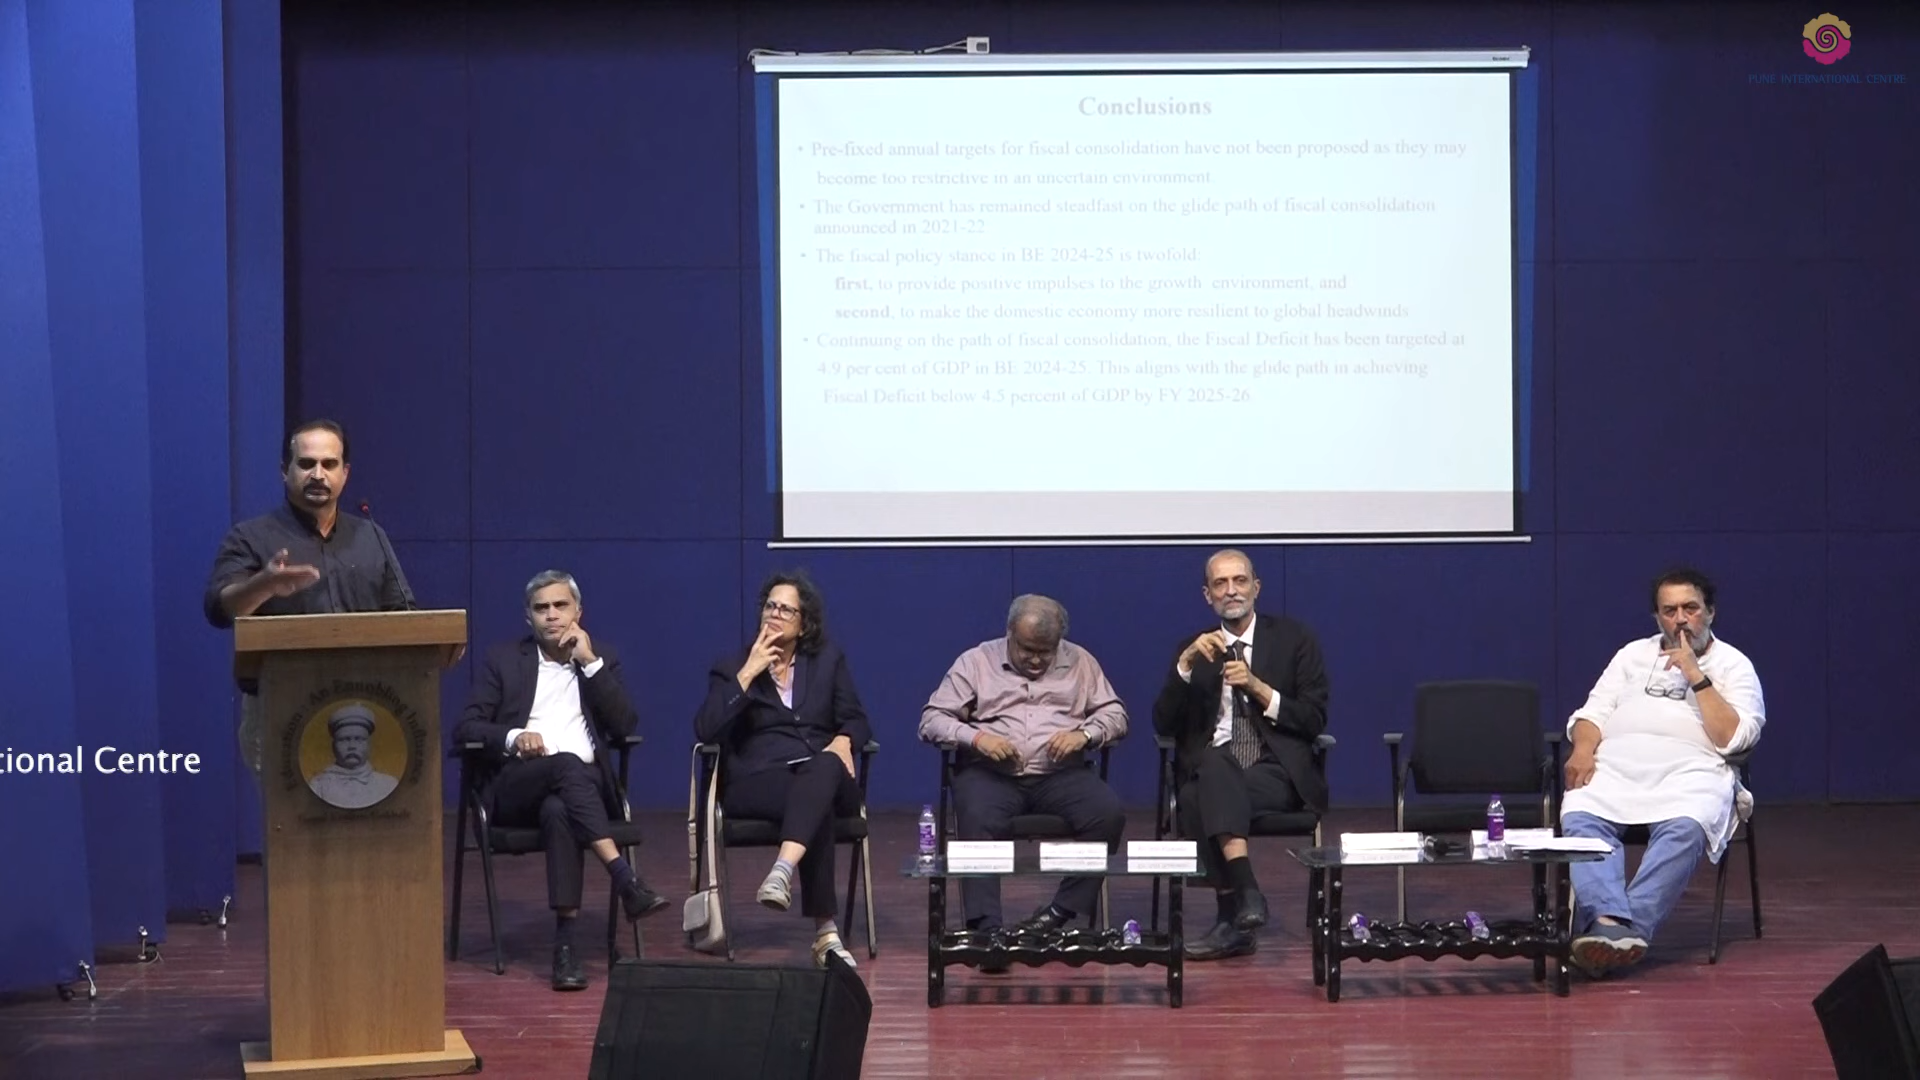 PUNE INTERNATIONAL CENTRE
Conclusions
• Pre-fixed annual targets for fiscal consolidation have not been proposed as they may
become too restrictive in an uncertain environment.
• The Government has remained steadfast on the glide path of fiscal consolidation
announced in 2021-22
• The fiscal policy stance in BE 2024-25 is twofold:
first, to provide positive impulses to the growth environment, and
second, to make the domestic economy more resilient to global headwinds
• Continuing on the path of fiscal consolidation, the Fiscal Deficit has been targeted at
4.9 per cent of GDP in BE 2024-25. This aligns with the glide path in achieving
Fiscal Deficit below 4.5 percent of GDP by FY 2025-26.
Education - An Ennobling Influence
tional Centre